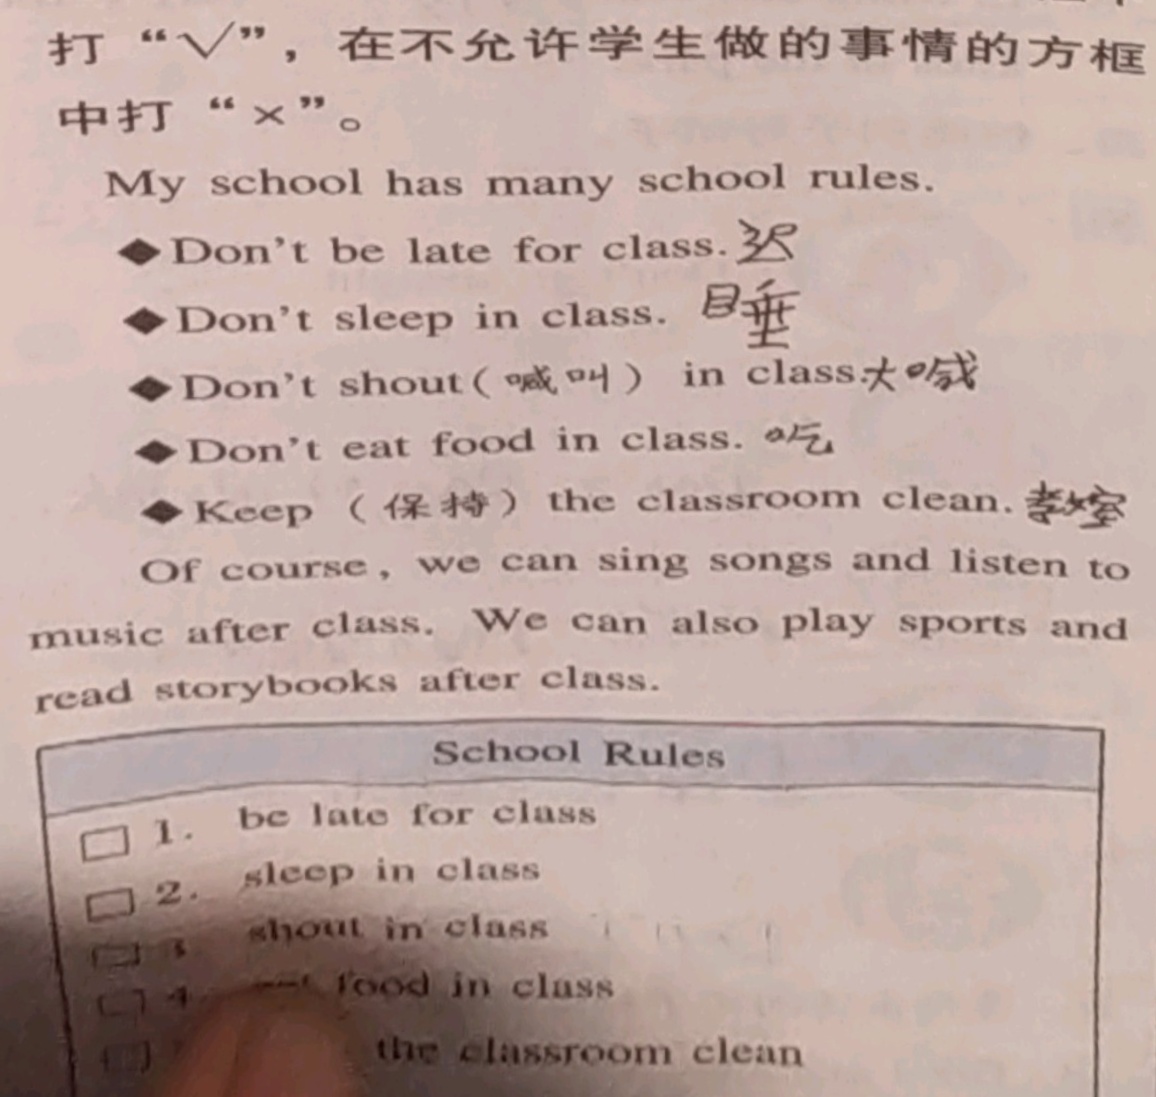 打“√”，在不允许学生做的事情的方框
中打“×”。
My school has many school rules.
◆Don't be late for class.迟
◆Don't sleep in class. 睡
◆Don't shout(喊叫) in class.大喊
◆Don't eat food in class. 吃
◆Keep (保持) the classroom clean. 教室
Of course, we can sing songs and listen to
music after class. We can also play sports and
read storybooks after class.
School Rules
□ 1. be late for class
□ 2. sleep in class
□ 3 shout in class
□ 4. food in class
□ the classroom clean